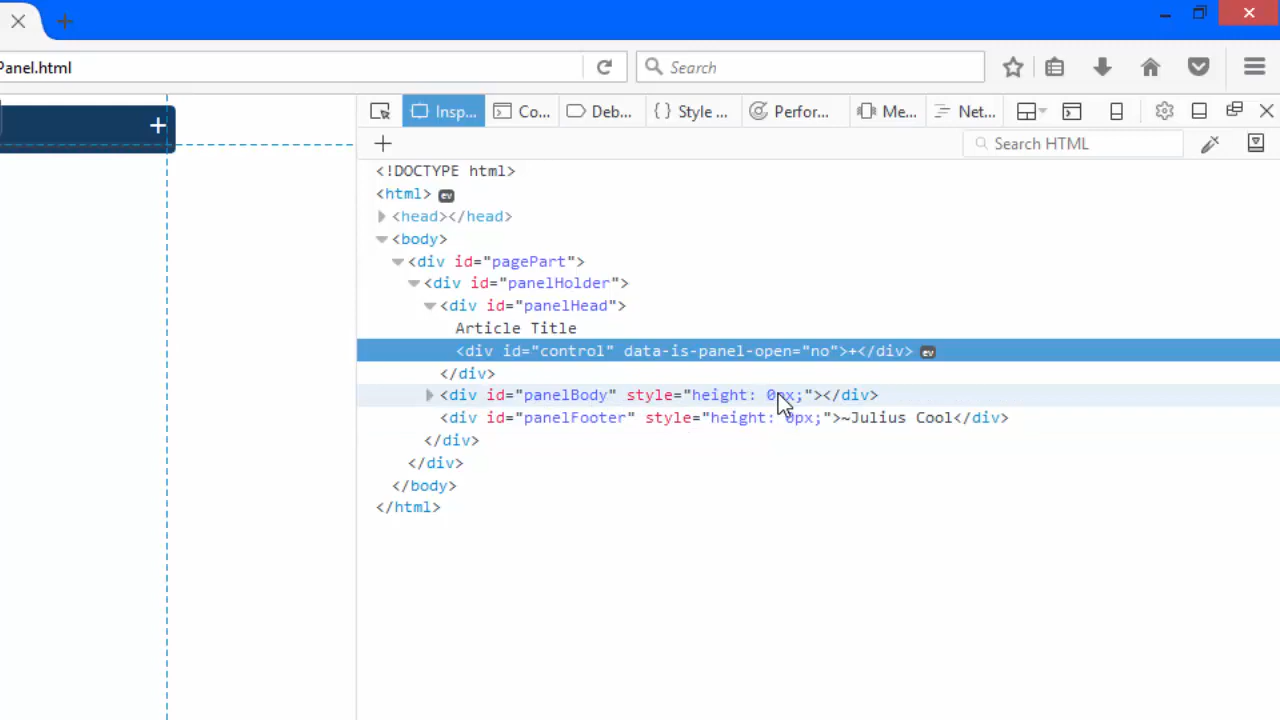 Panel.html
Search
+
Insp...
Co...
Deb...
{ } Style ...
Perfor...
Me...
Net...
+
Search HTML
<!DOCTYPE html>
<html> ev
<head></head>
<body>
<div id="pagePart">
<div id="panelHolder">
<div id="panelHead">
Article Title
<div id="control" data-is-panel-open="no">+</div> ev
</div>
<div id="panelBody" style="height: 0px;"></div>
<div id="panelFooter" style="height: 0px;">~Julius Cool</div>
</div>
</div>
</body>
</html>